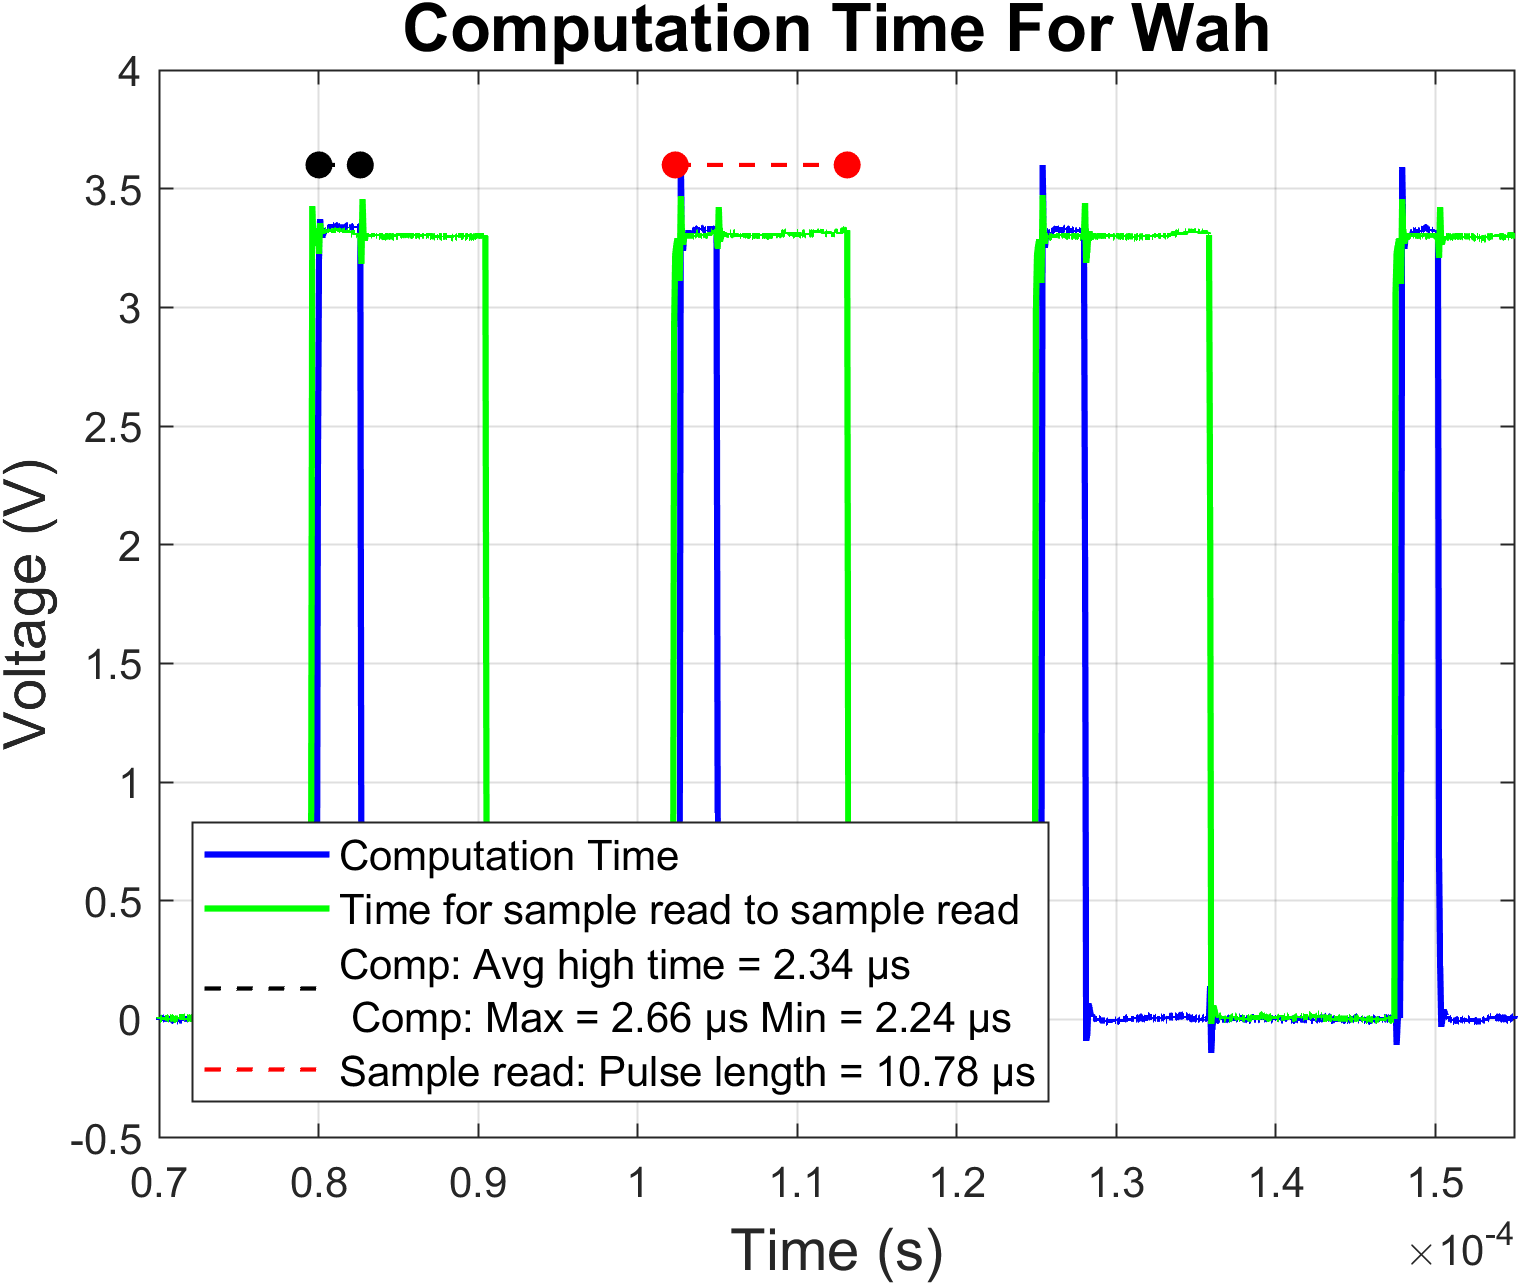 Computation Time For Wah
4
3.5
3
2.5
2
1.5
1
0.5
0
-0.5
Voltage (V)
Computation Time
Time for sample read to sample read
Comp: Avg high time = 2.34 µs
Comp: Max = 2.66 µs Min = 2.24 µs
Sample read: Pulse length = 10.78 µs
0.7 0.8 0.9 1 1.1 1.2 1.3 1.4 1.5
Time (s)
×10-4